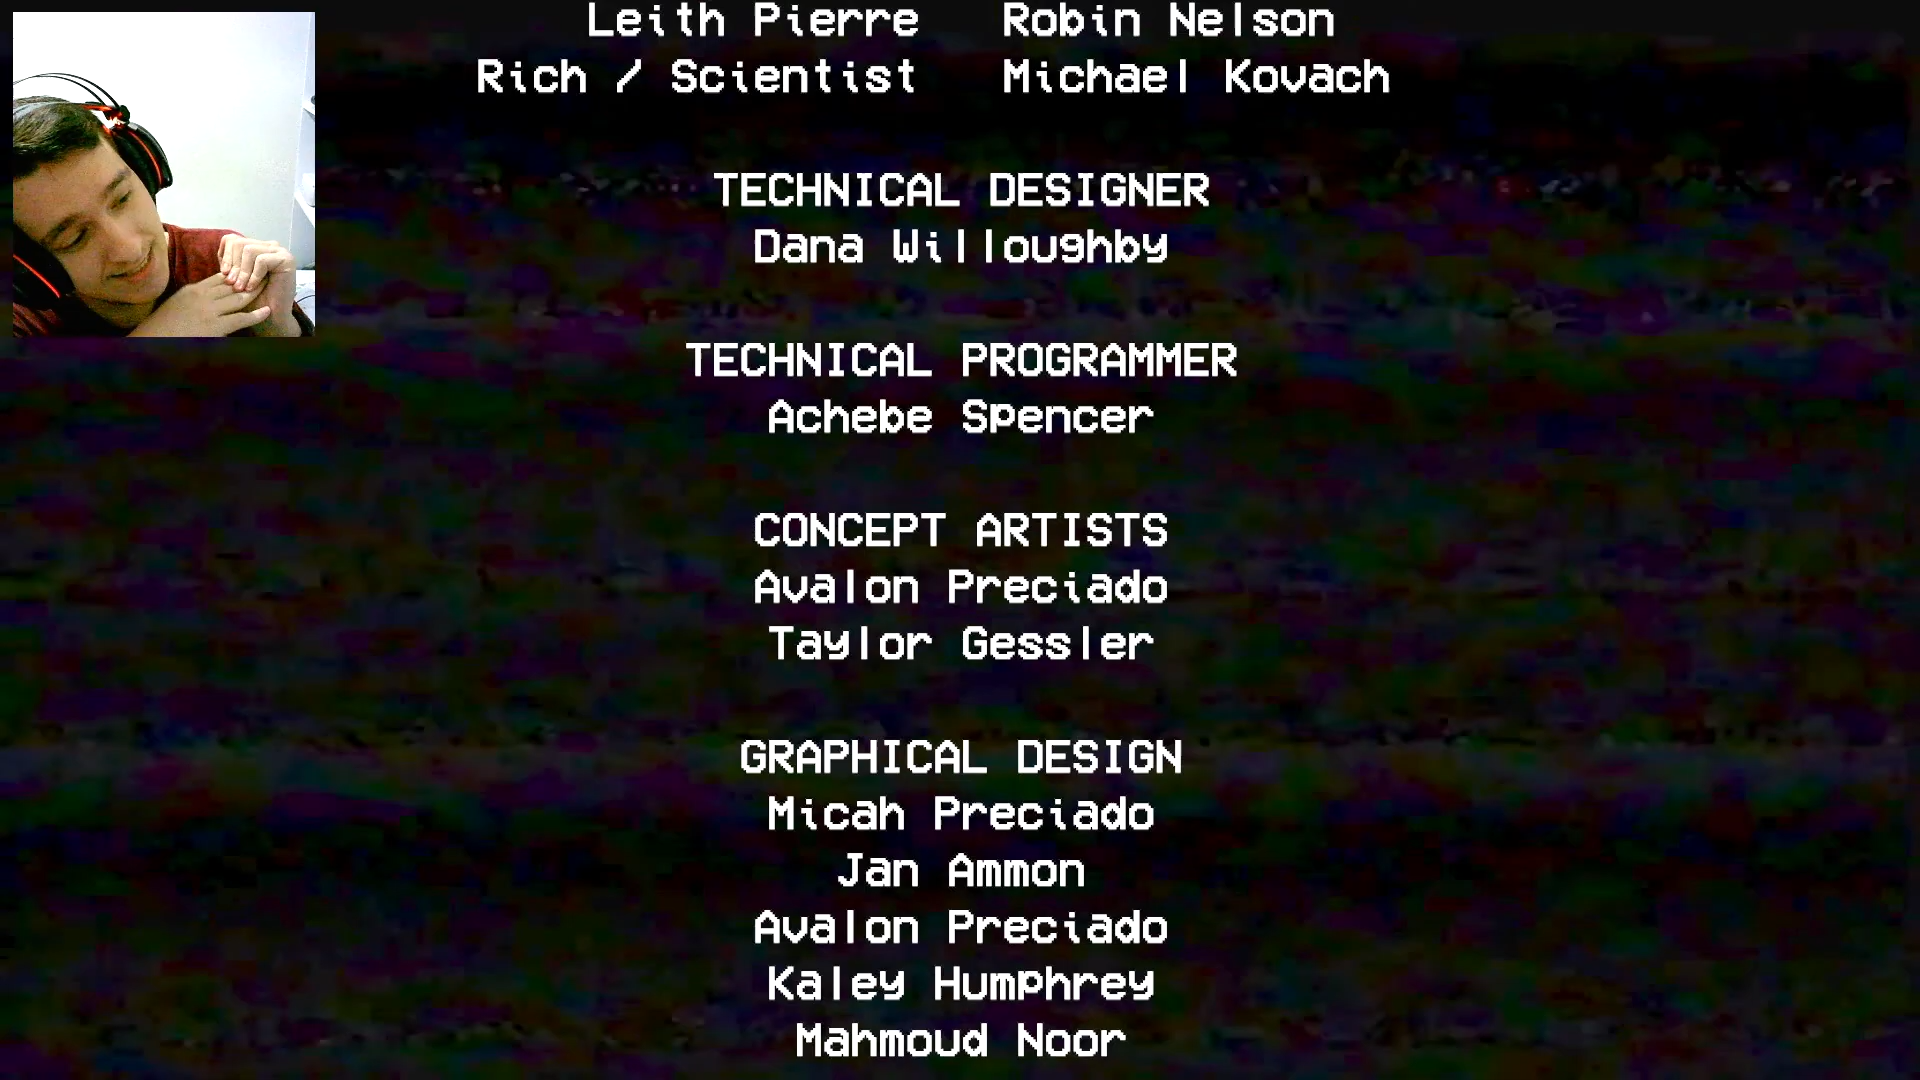 Leith Pierre Robin Nelson
Rich / Scientist Michael Kovach
TECHNICAL DESIGNER
Dana Willoughby
TECHNICAL PROGRAMMER
Achebe Spencer
CONCEPT ARTISTS
Avalon Preciado
Taylor Gessler
GRAPHICAL DESIGN
Micah Preciado
Jan Ammon
Avalon Preciado
Kaley Humphrey
Mahmoud Noor